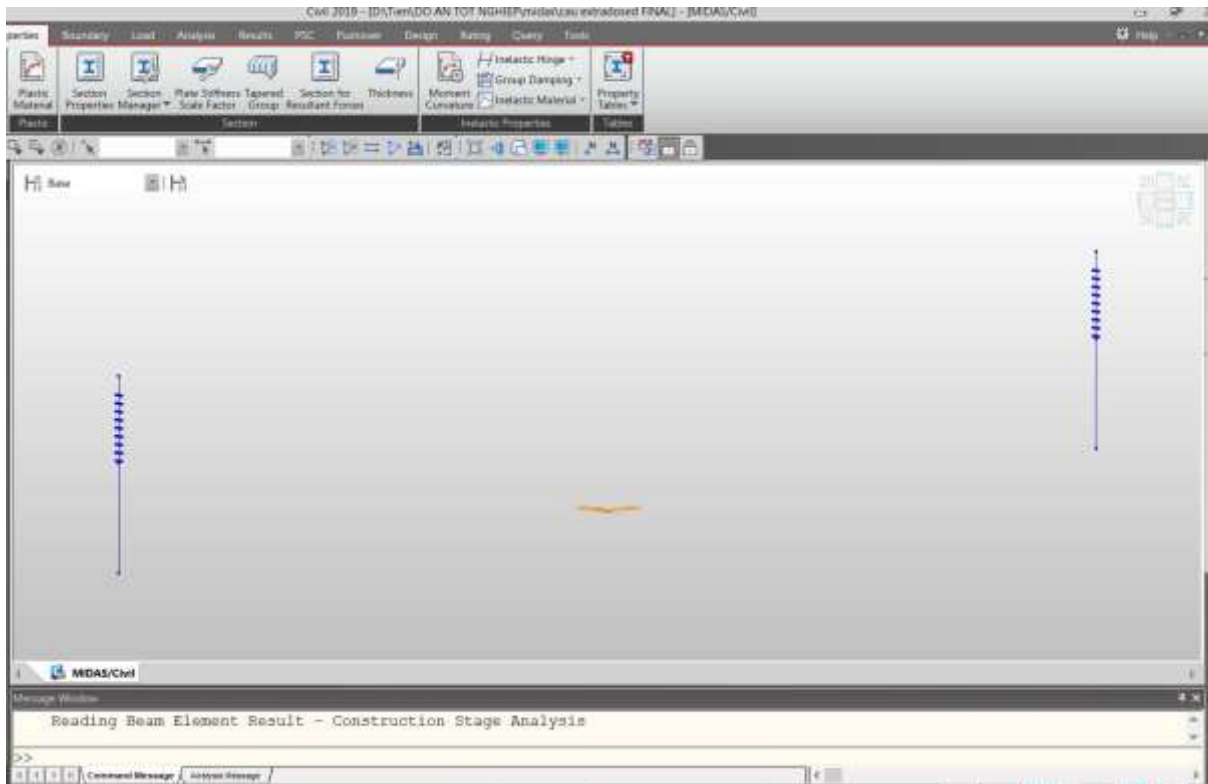 Civil 2019 - [D:\Tien\DO AN TOT NGHIEP\midas\cau extradosed FINAL] - [MIDAS/Civil]
perties Boundary Load Analysis Results PSC Pushover Design Rating Query Tools Help
Plastic Material
Section Properties
Section Manager
Plate Stiffness Scale Factor
Tapered Group
Section for Resultant Forces
Thickness
Moment Curvature
Inelastic Hinge
Group Damping
Inelastic Material
Property Tables
Plastic Section Inelastic Properties Tables
Base
MIDAS/Civil
Message Window
Reading Beam Element Result - Construction Stage Analysis
>>
Command Message Analysis Message